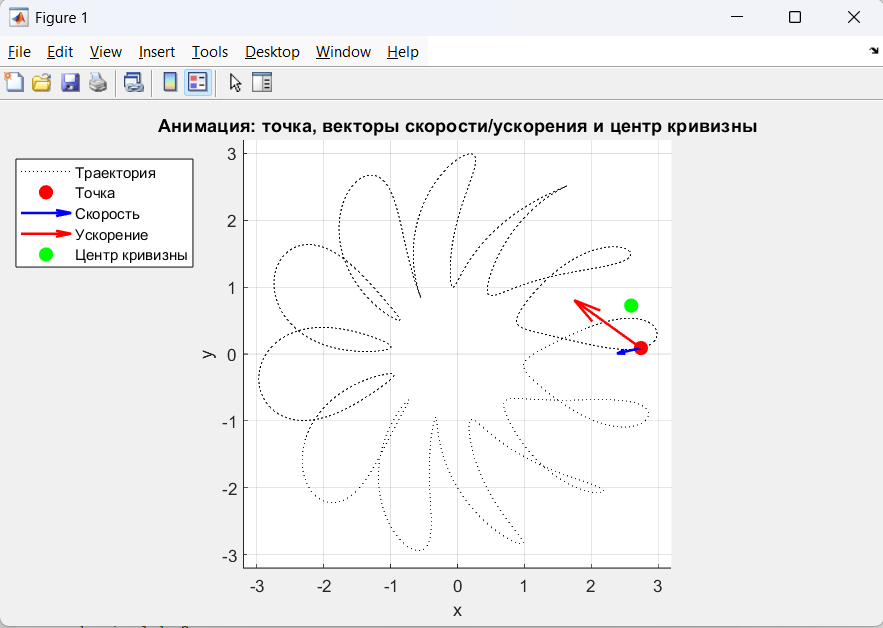 Figure 1
File Edit View Insert Tools Desktop Window Help
Анимация: точка, векторы скорости/ускорения и центр кривизны
Траектория
Точка
Скорость
Ускорение
Центр кривизны
3
2
1
0
-1
-2
-3
y
-3 -2 -1 0 1 2 3
x